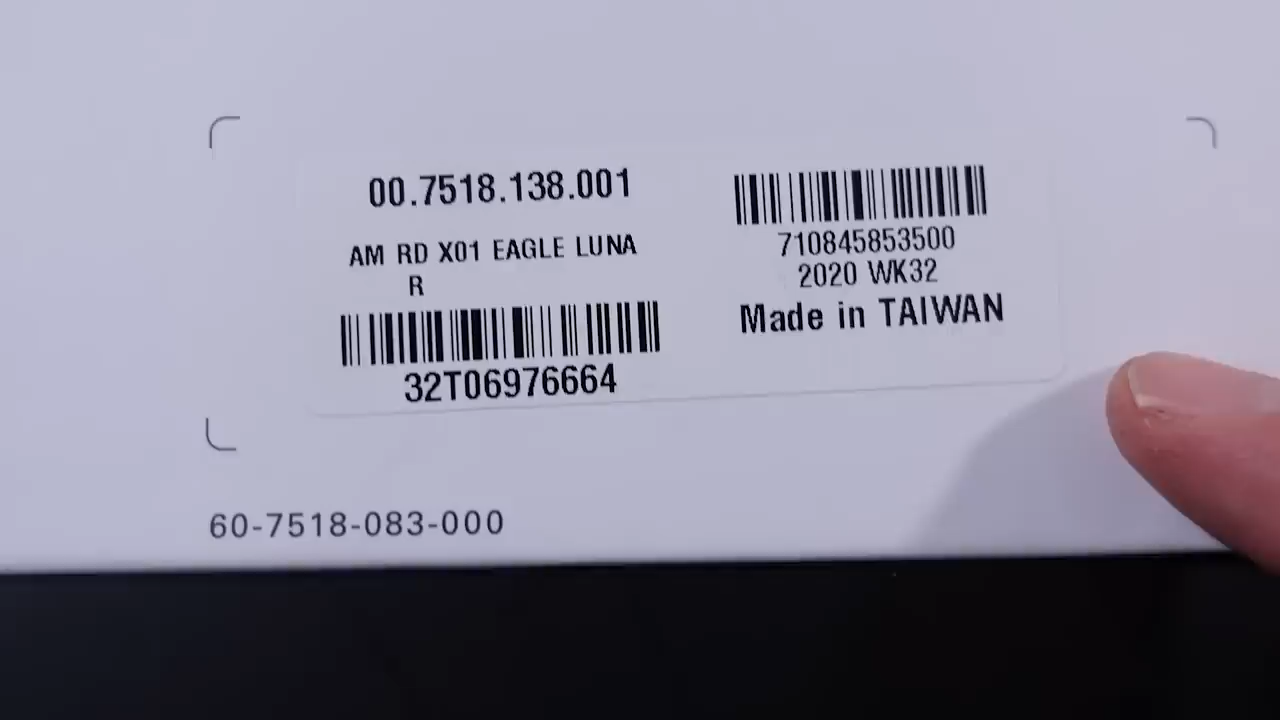 00.7518.138.001
AM RD X01 EAGLE LUNA
R
32T06976664
710845853500
2020 WK32
Made in TAIWAN
60-7518-083-000